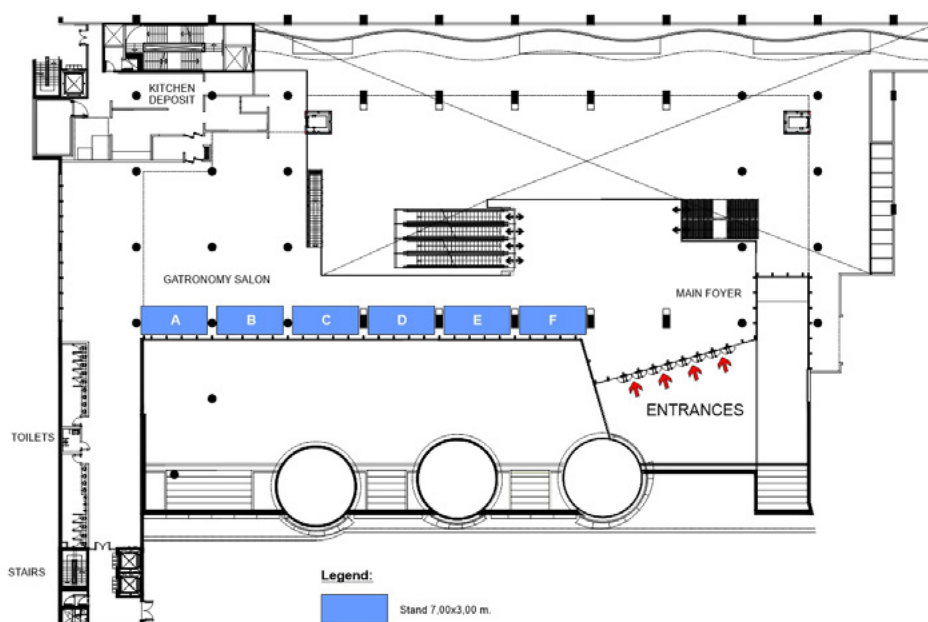 KITCHEN
DEPOSIT
GATRONOMY SALON
MAIN FOYER
A
B
C
D
E
F
ENTRANCES
TOILETS
STAIRS
Legend:
Stand 7,00x3,00 m.